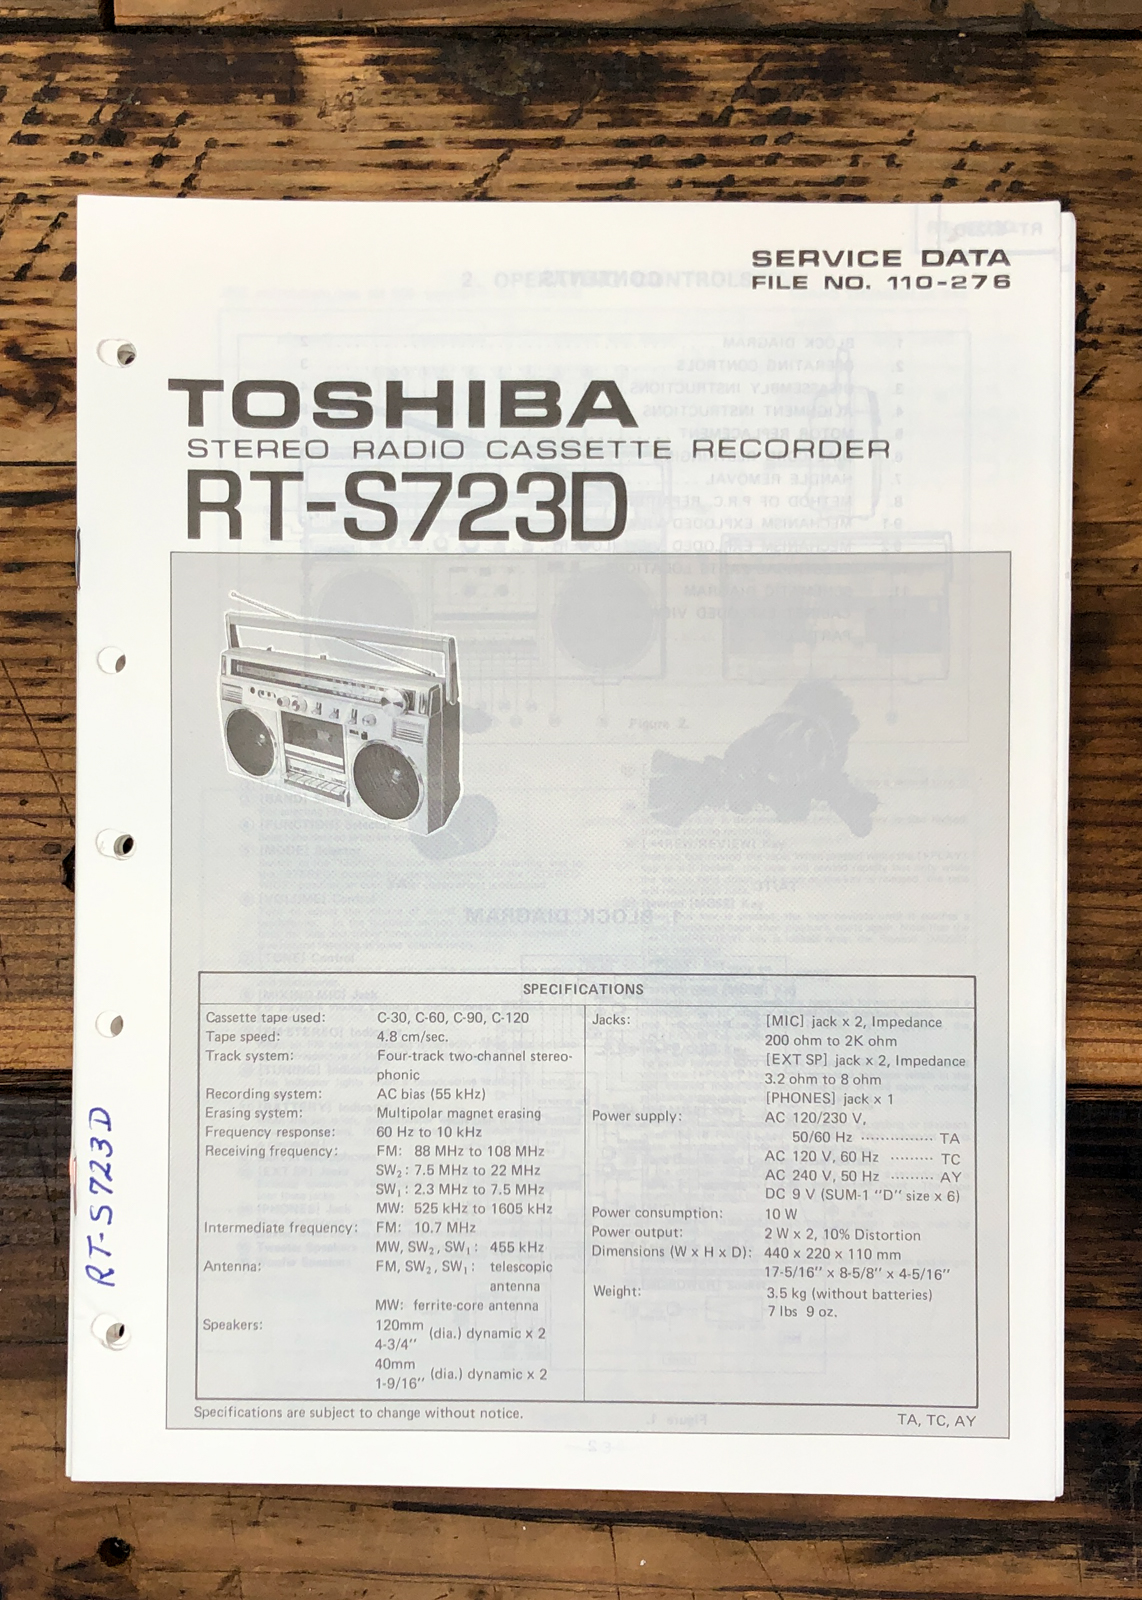 SERVICE DATA
FILE NO. 110-276
TOSHIBA
STEREO RADIO CASSETTE RECORDER
RT-S723D
SPECIFICATIONS
Cassette tape used: C-30, C-60, C-90, C-120
Tape speed: 4.8 cm/sec.
Track system: Four-track two-channel stereo-
phonic
Recording system: AC bias (55 kHz)
Erasing system: Multipolar magnet erasing
Frequency response: 60 Hz to 10 kHz
Receiving frequency: FM: 88 MHz to 108 MHz
SW₂: 7.5 MHz to 22 MHz
SW₁: 2.3 MHz to 7.5 MHz
MW: 525 kHz to 1605 kHz
Intermediate frequency: FM: 10.7 MHz
MW, SW₂, SW₁: 455 kHz
Antenna: FM, SW₂, SW₁: telescopic
antenna
MW: ferrite-core antenna
Speakers: 120mm
4-3/4" (dia.) dynamic x 2
40mm
1-9/16" (dia.) dynamic x 2
Jacks: [MIC] jack x 2, Impedance
200 ohm to 2K ohm
[EXT SP] jack x 2, Impedance
3.2 ohm to 8 ohm
[PHONES] jack x 1
Power supply: AC 120/230 V,
50/60 Hz ............... TA
AC 120 V, 60 Hz ......... TC
AC 240 V, 50 Hz ......... AY
DC 9 V (SUM-1 "D" size x 6)
Power consumption: 10 W
Power output: 2 W x 2, 10% Distortion
Dimensions (W x H x D): 440 x 220 x 110 mm
17-5/16" x 8-5/8" x 4-5/16"
Weight: 3.5 kg (without batteries)
7 lbs 9 oz.
Specifications are subject to change without notice.
TA, TC, AY
RT-S723D